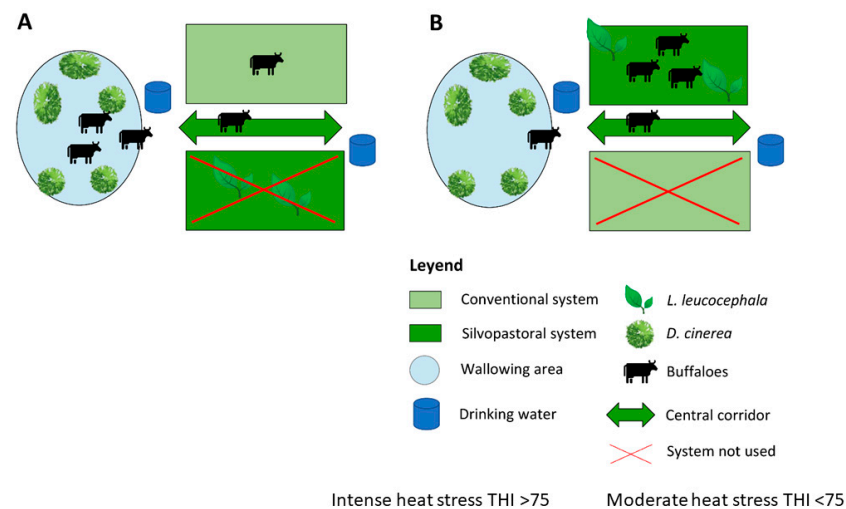 A
B
Leyend
Conventional system
L. leucocephala
Silvopastoral system
D. cinerea
Wallowing area
Buffaloes
Drinking water
Central corridor
System not used
Intense heat stress THI >75
Moderate heat stress THI <75